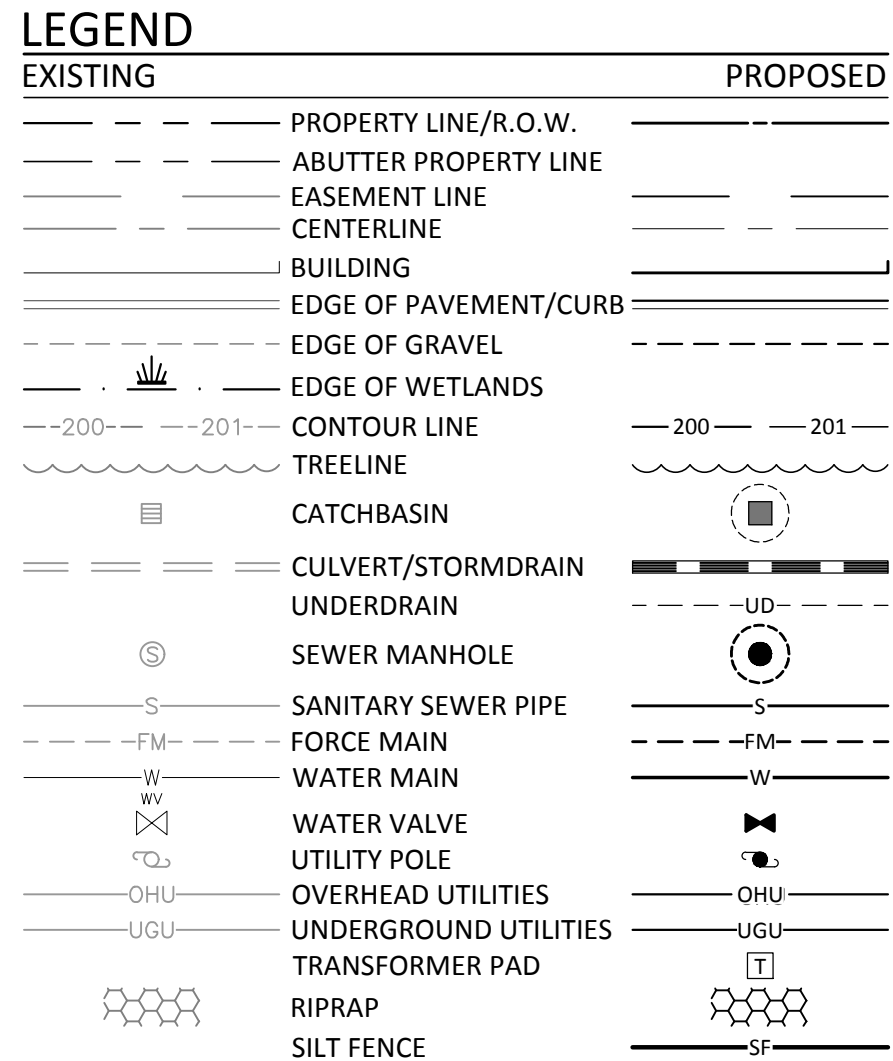 LEGEND
EXISTING PROPOSED
PROPERTY LINE/R.O.W.
ABUTTER PROPERTY LINE
EASEMENT LINE
CENTERLINE
BUILDING
EDGE OF PAVEMENT/CURB
EDGE OF GRAVEL
EDGE OF WETLANDS
200 201 CONTOUR LINE 200 201
TREELINE
CATCHBASIN
CULVERT/STORMDRAIN
UNDERDRAIN UD
S SEWER MANHOLE
S SANITARY SEWER PIPE S
FM FORCE MAIN FM
W WATER MAIN W
WV
WATER VALVE
UTILITY POLE
OHU OVERHEAD UTILITIES OHU
UGU UNDERGROUND UTILITIES UGU
TRANSFORMER PAD T
RIPRAP
SILT FENCE SF